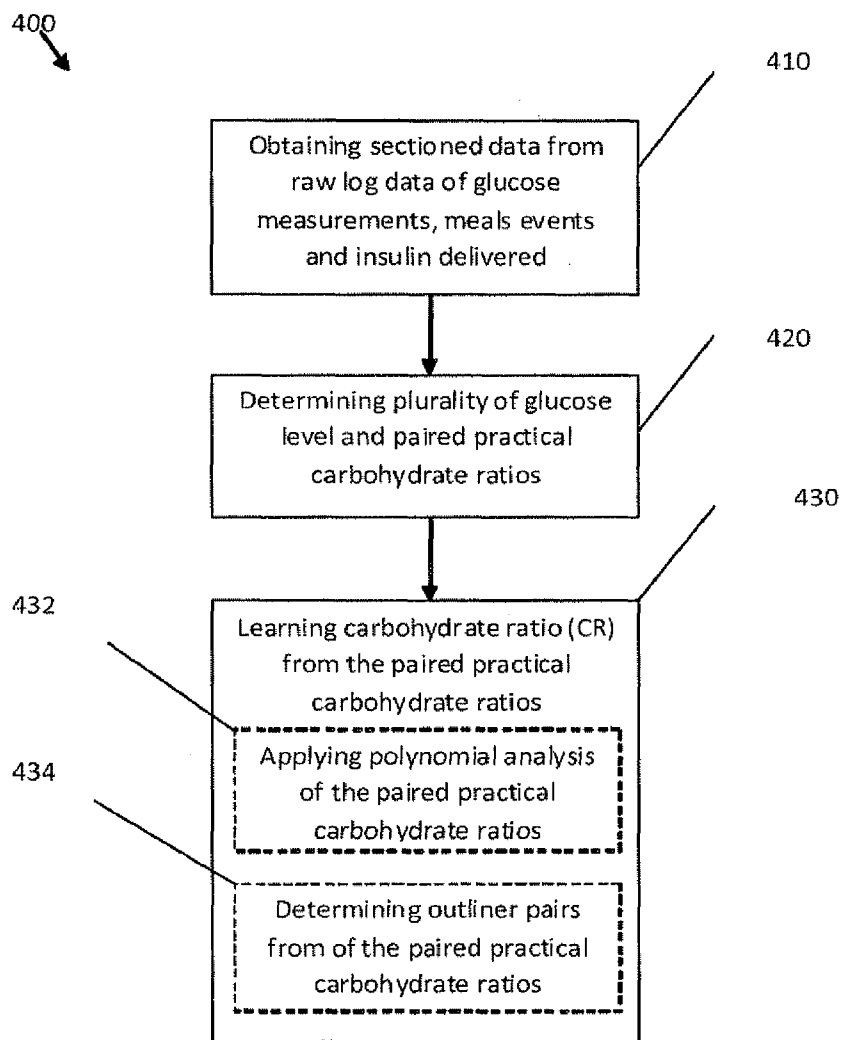 400
410
Obtaining sectioned data from
raw log data of glucose
measurements, meals events
and insulin delivered
420
Determining plurality of glucose
level and paired practical
carbohydrate ratios
430
Learning carbohydrate ratio (CR)
from the paired practical
carbohydrate ratios
432
Applying polynomial analysis
of the paired practical
carbohydrate ratios
434
Determining outliner pairs
from of the paired practical
carbohydrate ratios